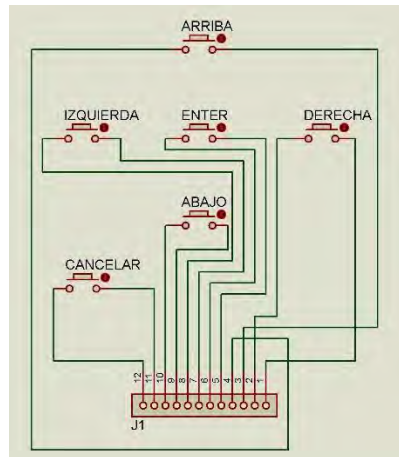 ARRIBA
IZQUIERDA ENTER DERECHA
ABAJO
CANCELAR
12 11 10 9 8 7 6 5 4 3 2 1
J1